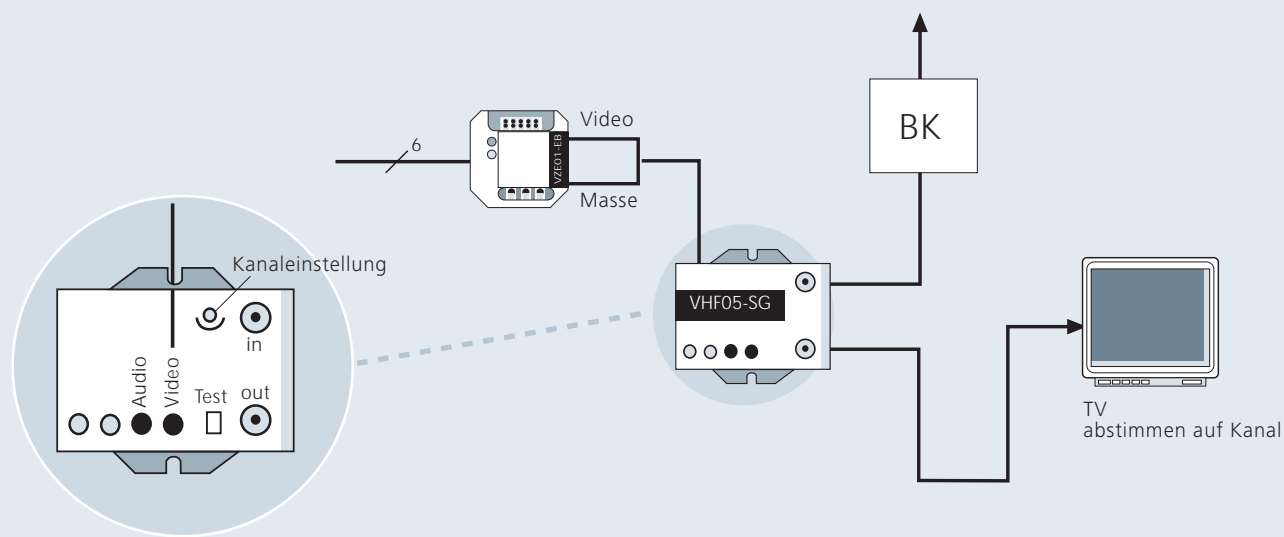 BK
6
Video
VZE01-EB
Masse
Kanaleinstellung
VHF05-SG
in
Audio
Video
Test
out
TV
abstimmen auf Kanal